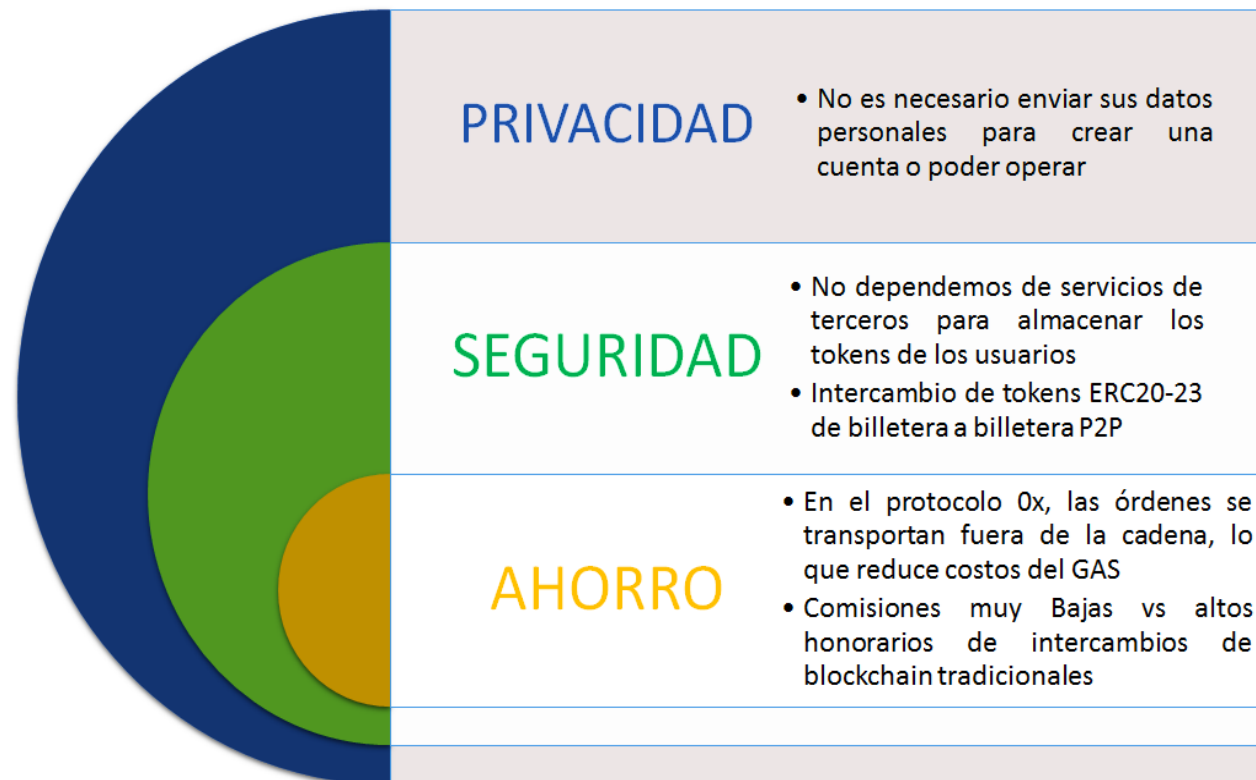 PRIVACIDAD
• No es necesario enviar sus datos
personales para crear una
cuenta o poder operar
SEGURIDAD
• No dependemos de servicios de
terceros para almacenar los
tokens de los usuarios
• Intercambio de tokens ERC20-23
de billetera a billetera P2P
AHORRO
• En el protocolo 0x, las órdenes se
transportan fuera de la cadena, lo
que reduce costos del GAS
• Comisiones muy Bajas vs altos
honorarios de intercambios de
blockchain tradicionales